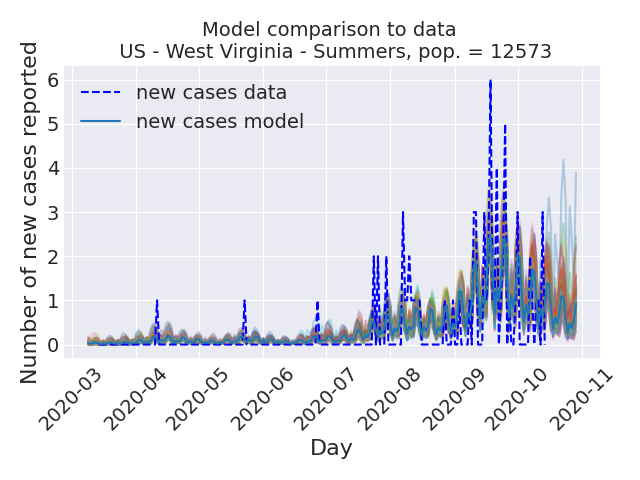 Model comparison to data
US - West Virginia - Summers, pop. = 12573
Number of new cases reported
6
5
4
3
2
1
0
new cases data
new cases model
2020-03
2020-04
2020-05
2020-06
2020-07
2020-08
2020-09
2020-10
2020-11
Day